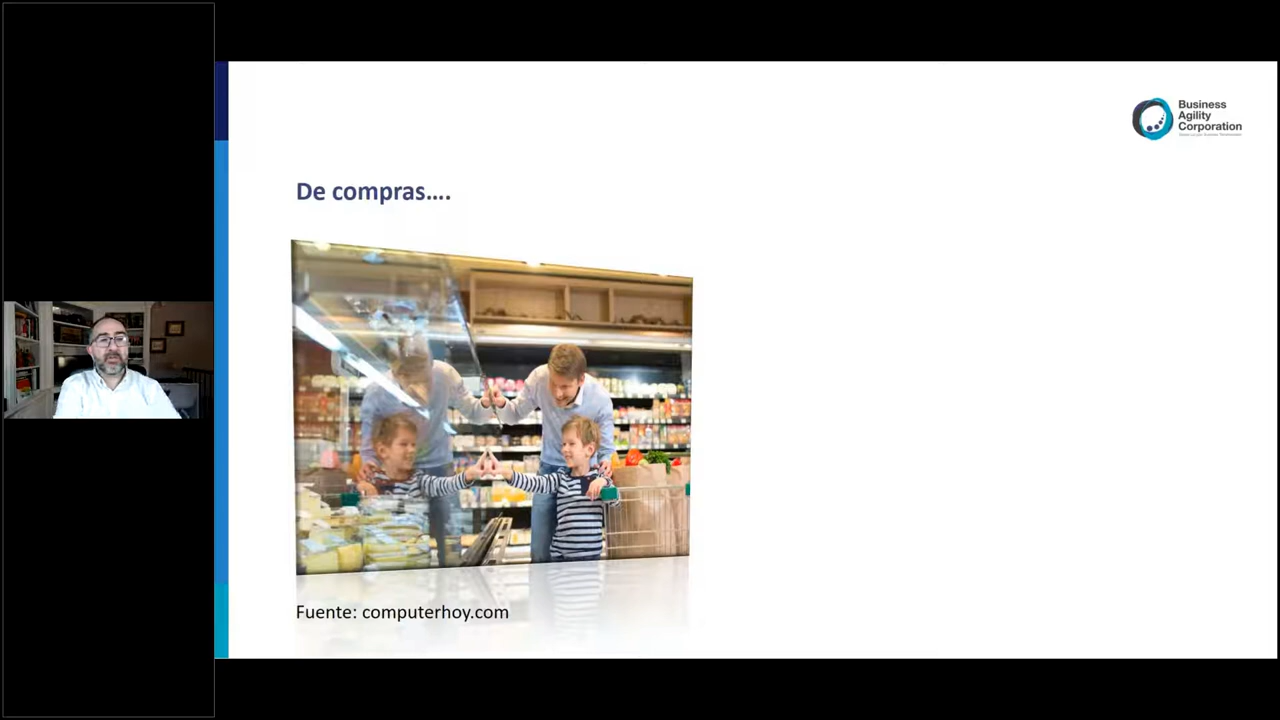 Business
Agility
Corporation
De compras....
Fuente: computerhoy.com